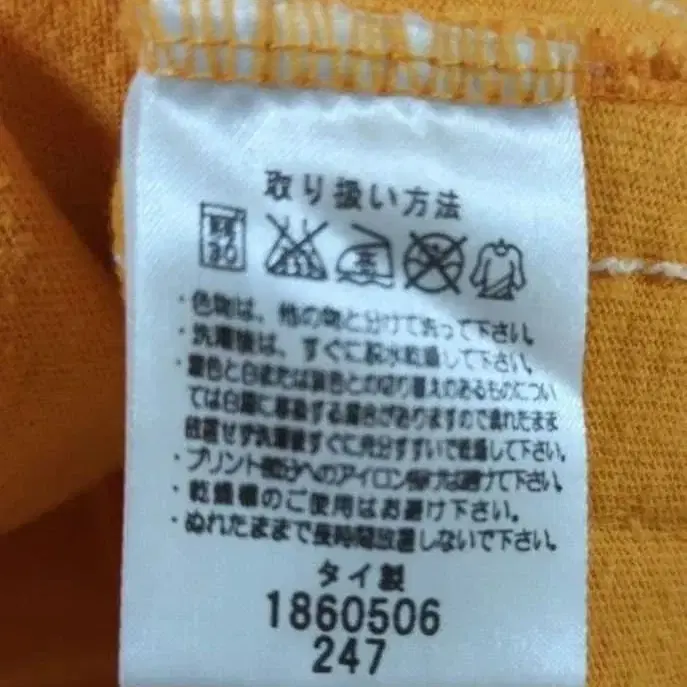 取り扱い方法
30
中
・色物は、他の物と分けて洗って下さい。
・洗濯後は、すぐに脱水乾燥して下さい。
・濃色と白または淡色との切り替えのあるものについ
ては白場に移染する場合がありますので濡れたまま
放置せず洗濯後すぐに充分すすいで乾燥して下さい。
・プリント部分へのアイロン掛けは避けて下さい。
・乾燥機のご使用はお避け下さい。
・ぬれたままで長時間放置しないで下さい。
タイ製
1860506
247